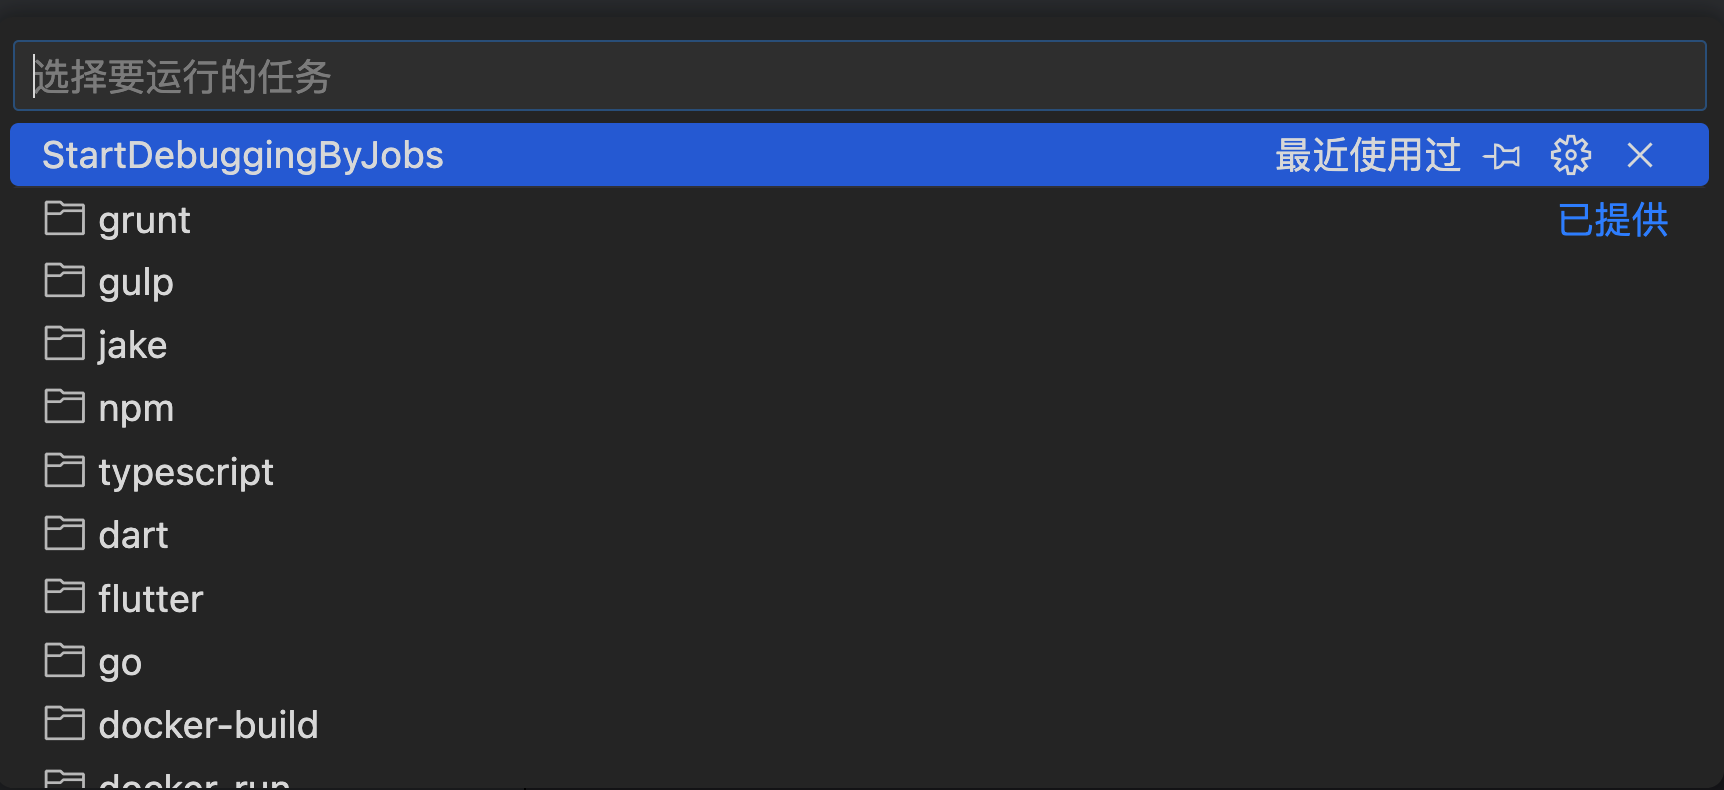 选择要运行的任务
StartDebuggingByJobs 最近使用过
grunt 已提供
gulp
jake
npm
typescript
dart
flutter
go
docker-build
docker-run